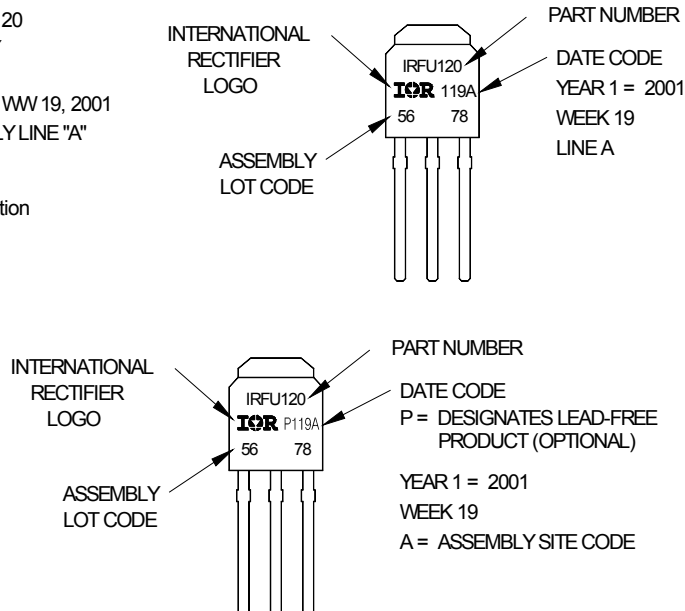 20
WW 19, 2001
LY LINE "A"
tion
INTERNATIONAL
RECTIFIER
LOGO
ASSEMBLY
LOT CODE
IRFU120
IOR 119A
56 78
PART NUMBER
DATE CODE
YEAR 1 = 2001
WEEK 19
LINE A
INTERNATIONAL
RECTIFIER
LOGO
ASSEMBLY
LOT CODE
IRFU120
IOR P119A
56 78
PART NUMBER
DATE CODE
P = DESIGNATES LEAD-FREE
PRODUCT (OPTIONAL)
YEAR 1 = 2001
WEEK 19
A = ASSEMBLY SITE CODE